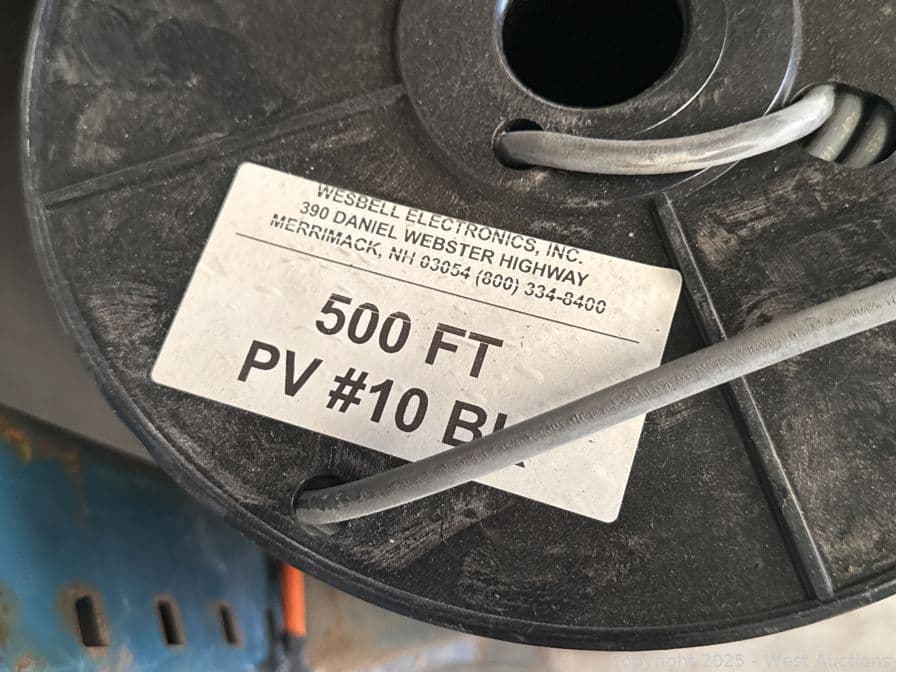 WESBELL ELECTRONICS, INC.
390 DANIEL WEBSTER HIGHWAY
MERRIMACK, NH 03054 (800) 334-8400
500 FT
PV #10
Copyright 2025 - West Auctions